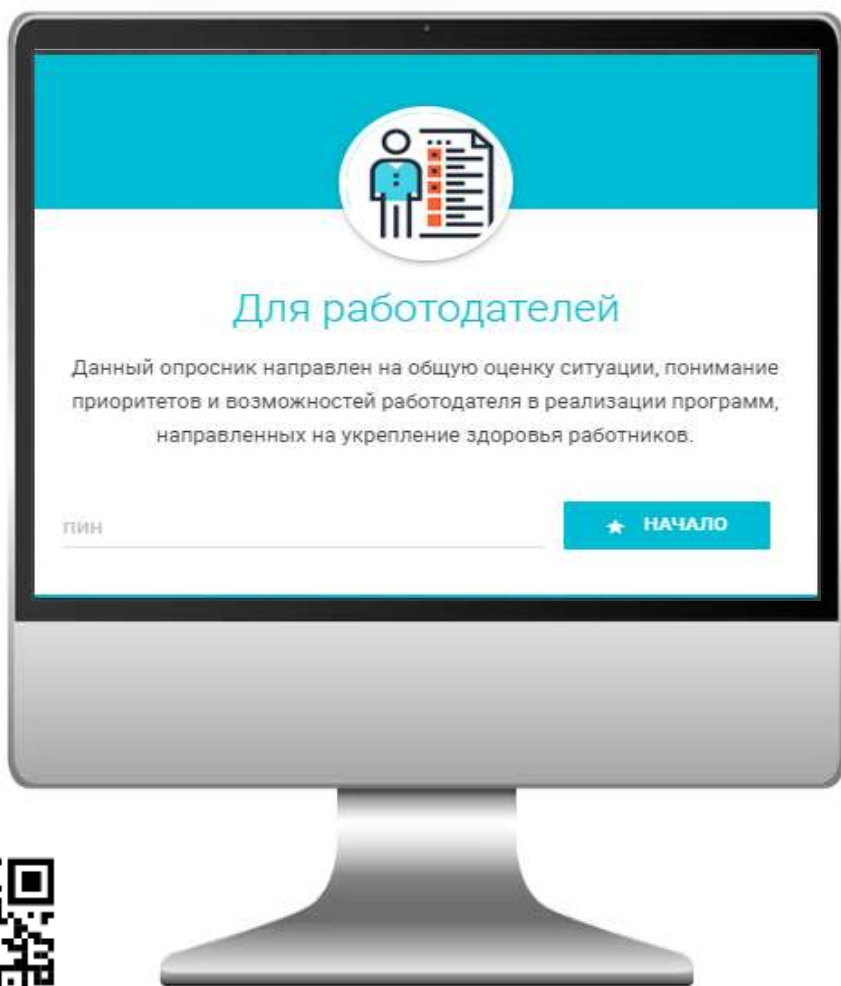 Для работодателей
Данный опросник направлен на общую оценку ситуации, понимание
приоритетов и возможностей работодателя в реализации программ,
направленных на укрепление здоровья работников.
пин
НАЧАЛО